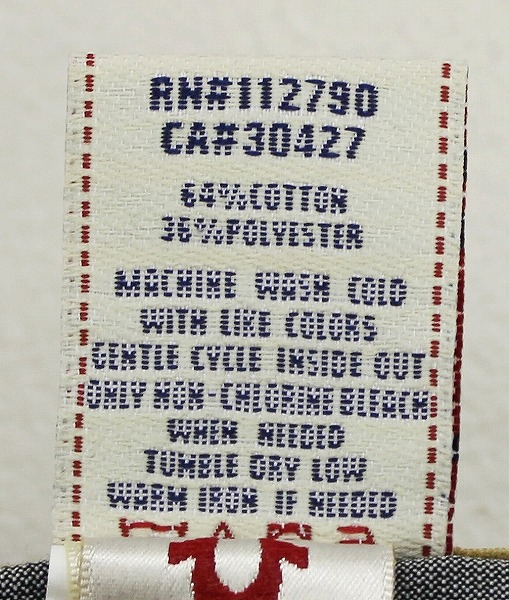 RN#112790
CA#30427
64%COTTON
36%POLYESTER
MACHINE WASH COLD
WITH LIKE COLORS
GENTLE CYCLE INSIDE OUT
ONLY NON-CHLORINE BLEACH
WHEN NEEDED
TUMBLE DRY LOW
WARM IRON IF NEEDED